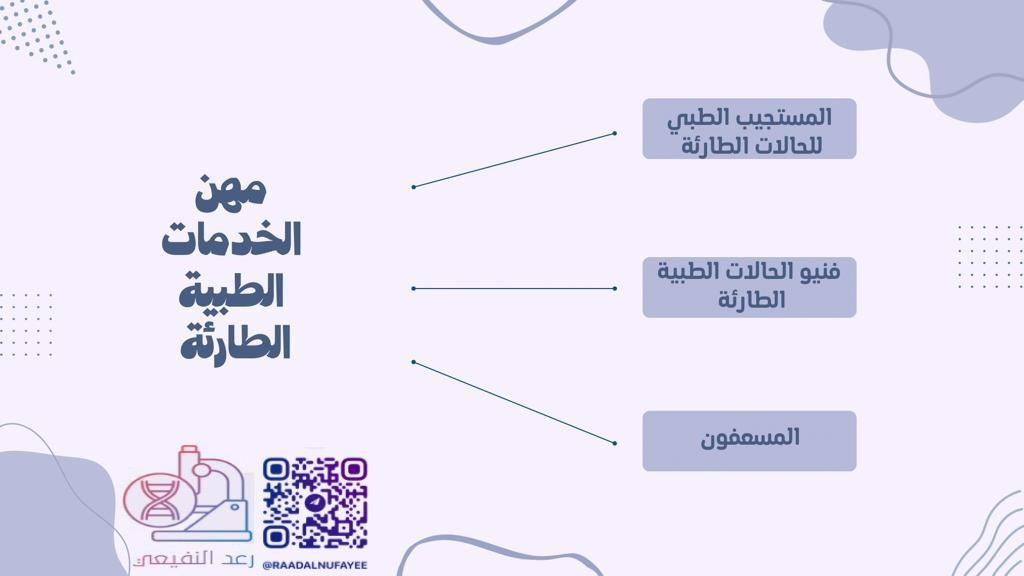 مهن
الخدمات
الطبية
الطارئة
المستجيب الطبي
للحالات الطارئة
فنيو الحالات الطبية
الطارئة
المسعفون
رعد النفيعي
@RAADALNUFAYEE